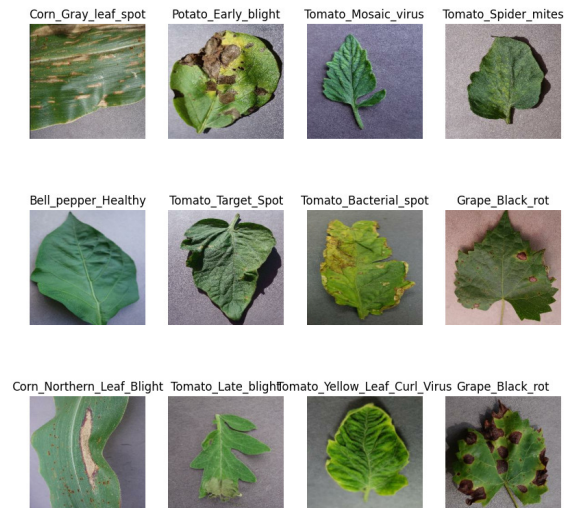 Corn_Gray_leaf_spot
Potato_Early_blight
Tomato_Mosaic_virus
Tomato_Spider_mites
Bell_pepper_Healthy
Tomato_Target_Spot
Tomato_Bacterial_spot
Grape_Black_rot
Corn_Northern_Leaf_Blight
Tomato_Late_blight
Tomato_Yellow_Leaf_Curl_Virus
Grape_Black_rot